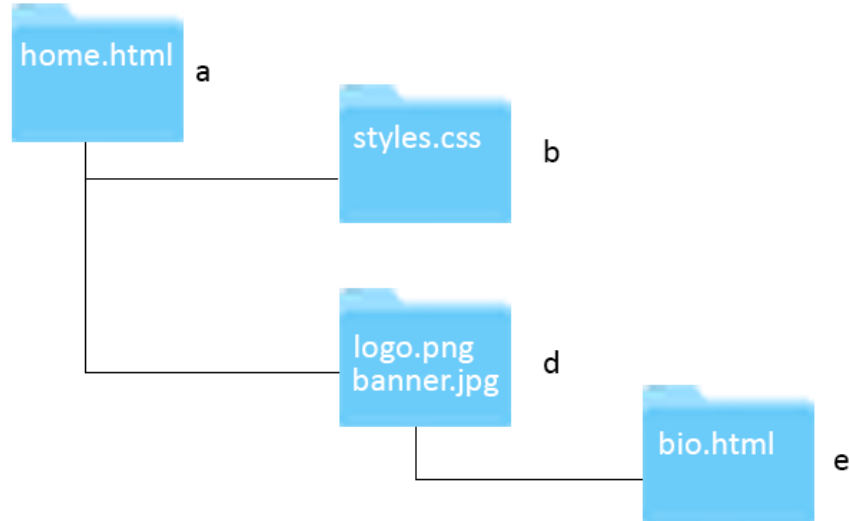 home.html
a
styles.css
b
logo.png
banner.jpg
d
bio.html
e